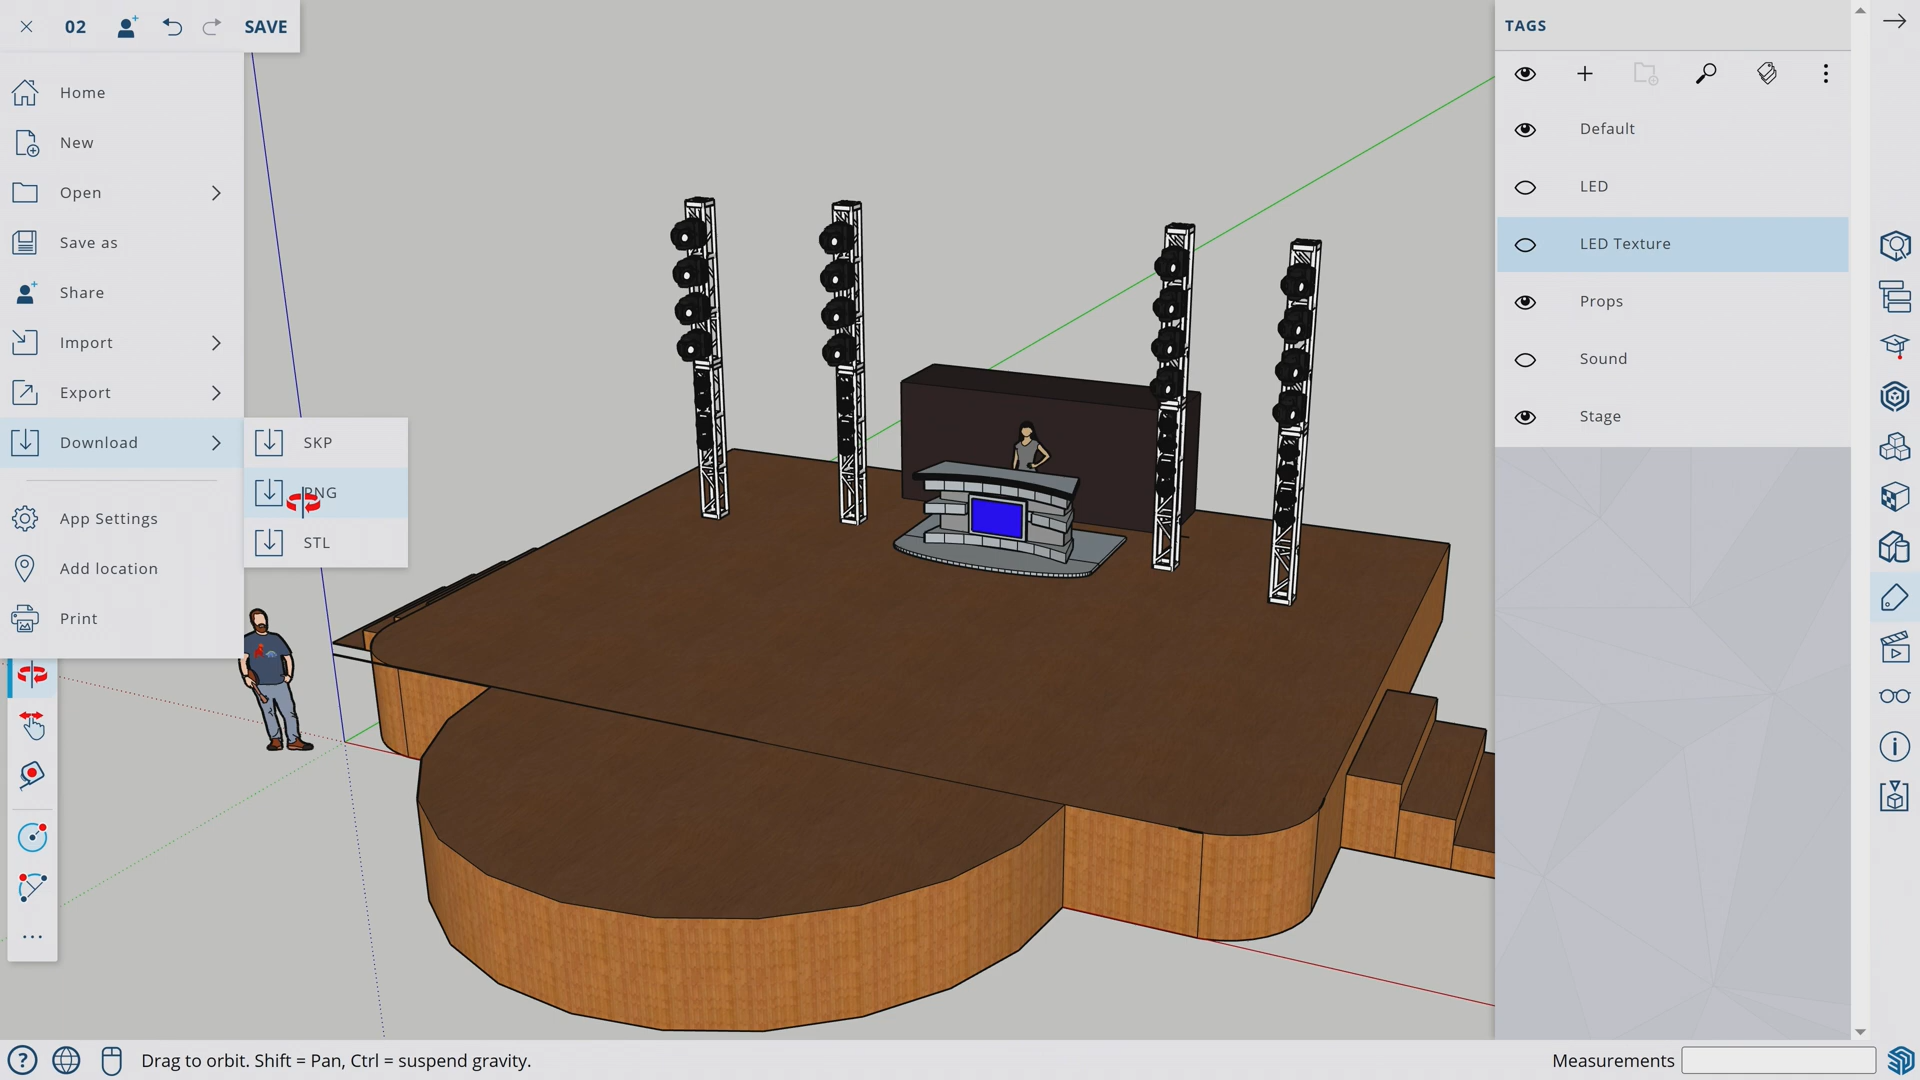 02
SAVE
Home
New
Open
Save as
Share
Import
Export
Download
App Settings
Add location
Print
SKP
PNG
STL
TAGS
Default
LED
LED Texture
Props
Sound
Stage
Drag to orbit. Shift = Pan, Ctrl = suspend gravity.
Measurements